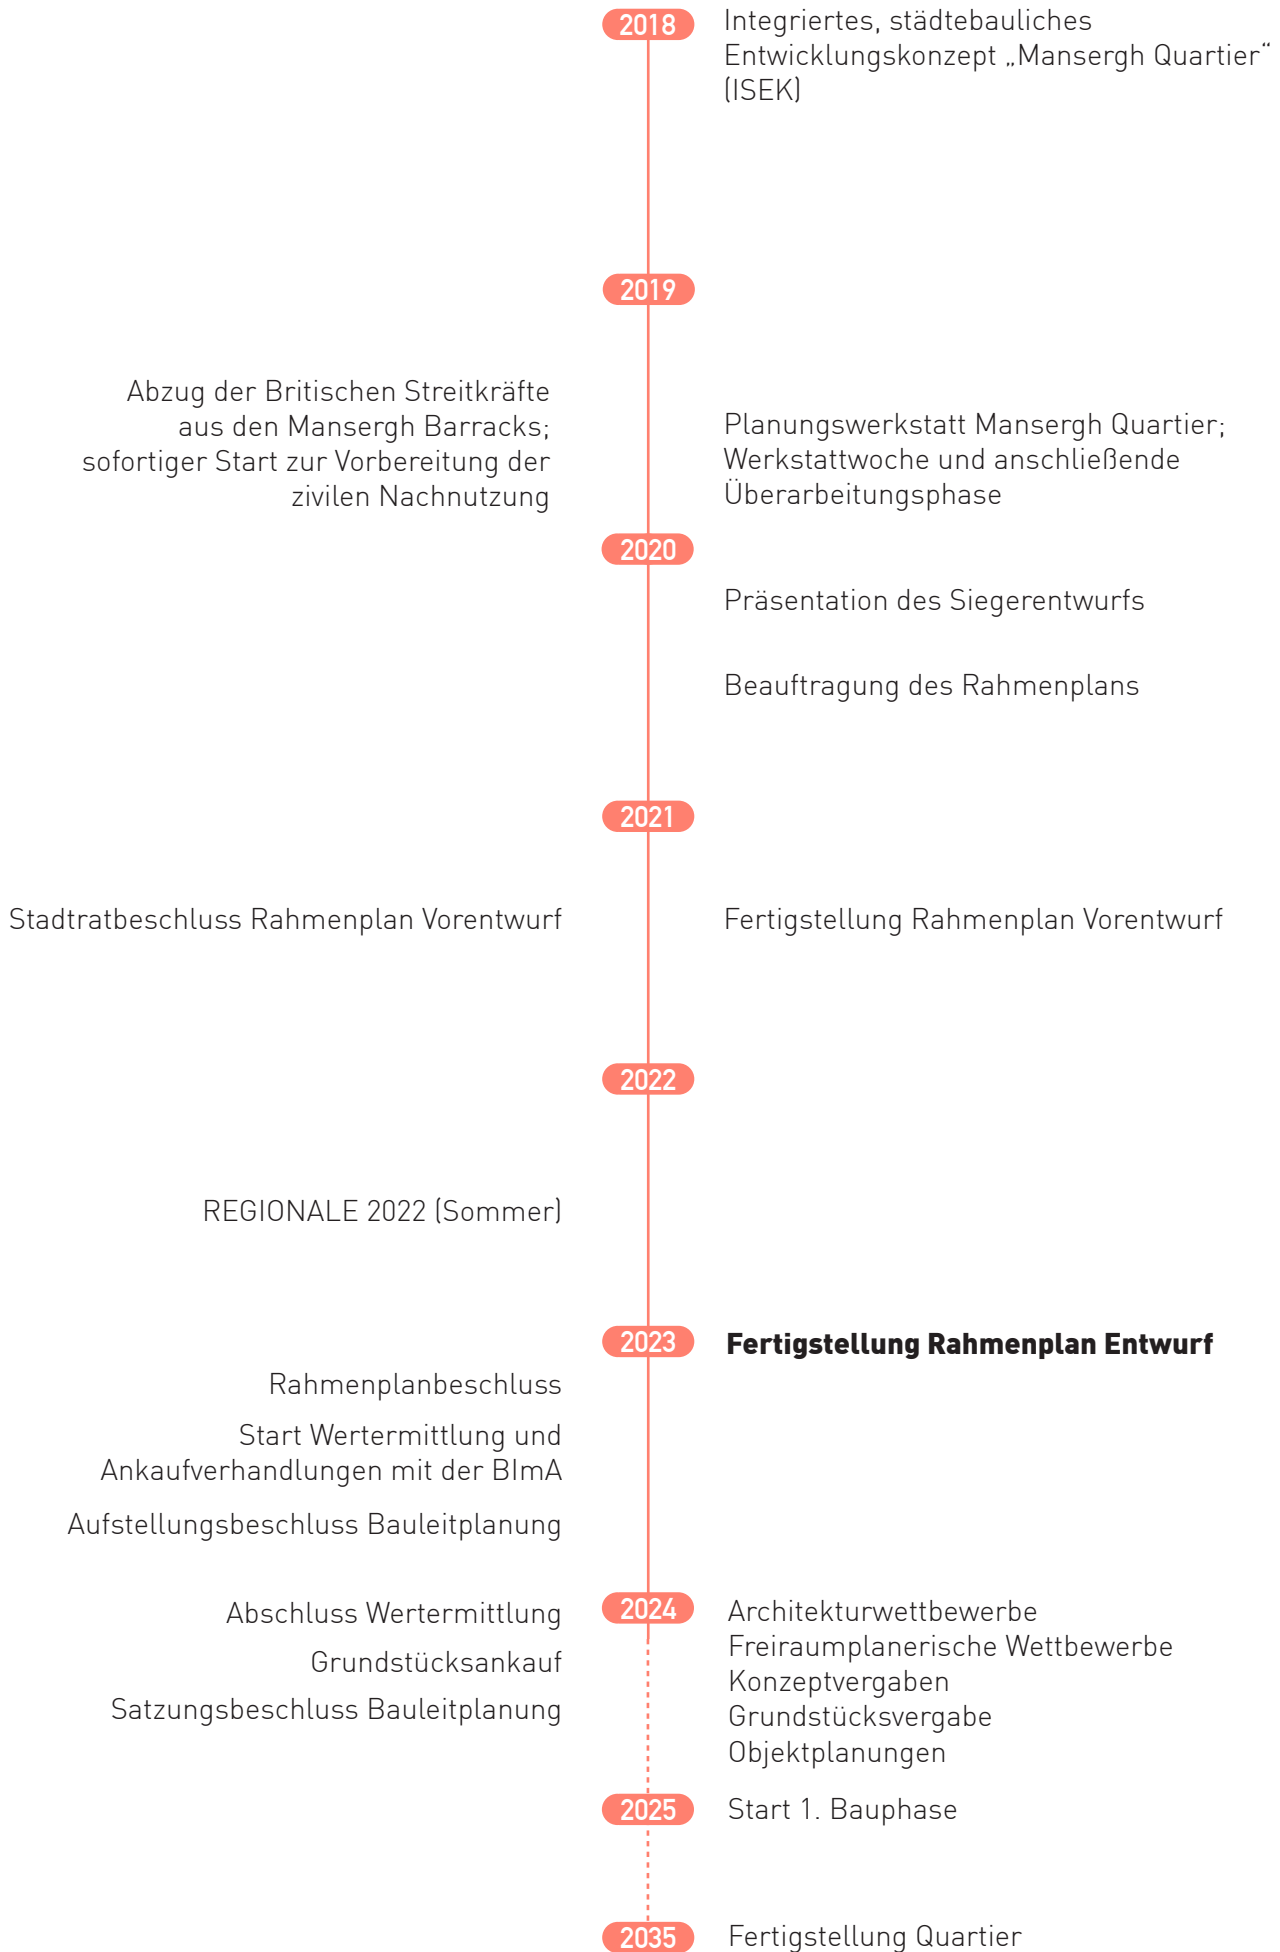 2018
Integriertes, städtebauliches
Entwicklungskonzept „Mansergh Quartier“
(ISEK)
2019
Abzug der Britischen Streitkräfte
aus den Mansergh Barracks;
sofortiger Start zur Vorbereitung der
zivilen Nachnutzung
Planungswerkstatt Mansergh Quartier;
Werkstattwoche und anschließende
Überarbeitungsphase
2020
Präsentation des Siegerentwurfs
Beauftragung des Rahmenplans
2021
Stadtratbeschluss Rahmenplan Vorentwurf
Fertigstellung Rahmenplan Vorentwurf
2022
REGIONALE 2022 (Sommer)
2023
Fertigstellung Rahmenplan Entwurf
Rahmenplanbeschluss
Start Wertermittlung und
Ankaufverhandlungen mit der BImA
Aufstellungsbeschluss Bauleitplanung
2024
Abschluss Wertermittlung
Grundstücksankauf
Satzungsbeschluss Bauleitplanung
Architekturwettbewerbe
Freiraumplanerische Wettbewerbe
Konzeptvergaben
Grundstücksvergabe
Objektplanungen
2025
Start 1. Bauphase
2035
Fertigstellung Quartier